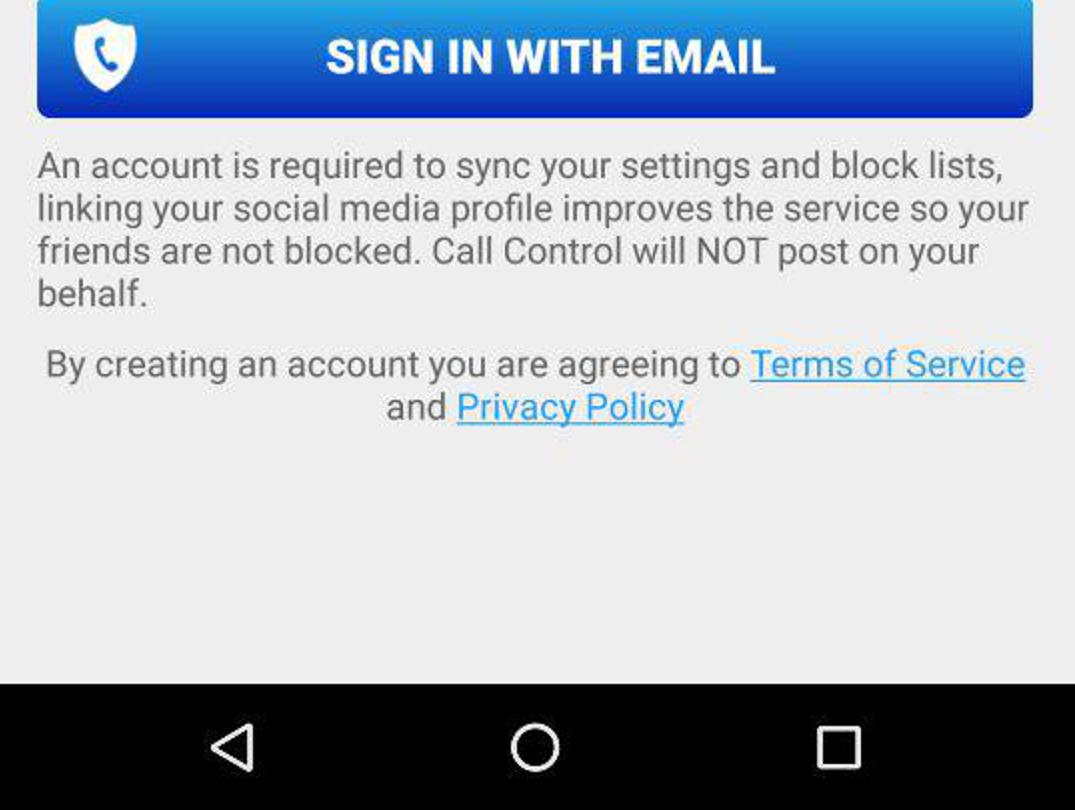 SIGN IN WITH EMAIL
An account is required to sync your settings and block lists,
linking your social media profile improves the service so your
friends are not blocked. Call Control will NOT post on your
behalf.
By creating an account you are agreeing to Terms of Service
and Privacy Policy